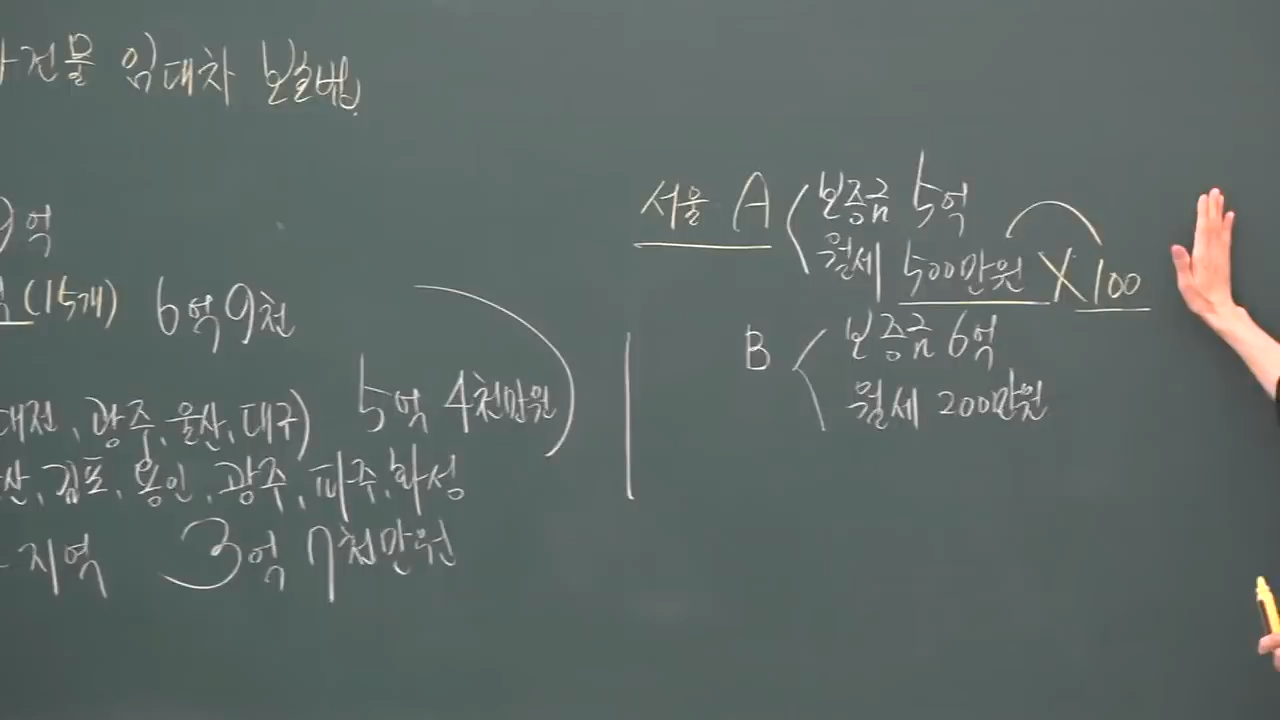 건물 임대차 보호법
9억
(15개) 6억9천
대전, 광주, 울산, 대구) 5억 4천만원
산, 김포, 용인, 광주, 파주, 화성
지역 3억 7천만원
서울 A 보증금 5억
월세 500만원 X 100
B 보증금 6억
월세 200만원